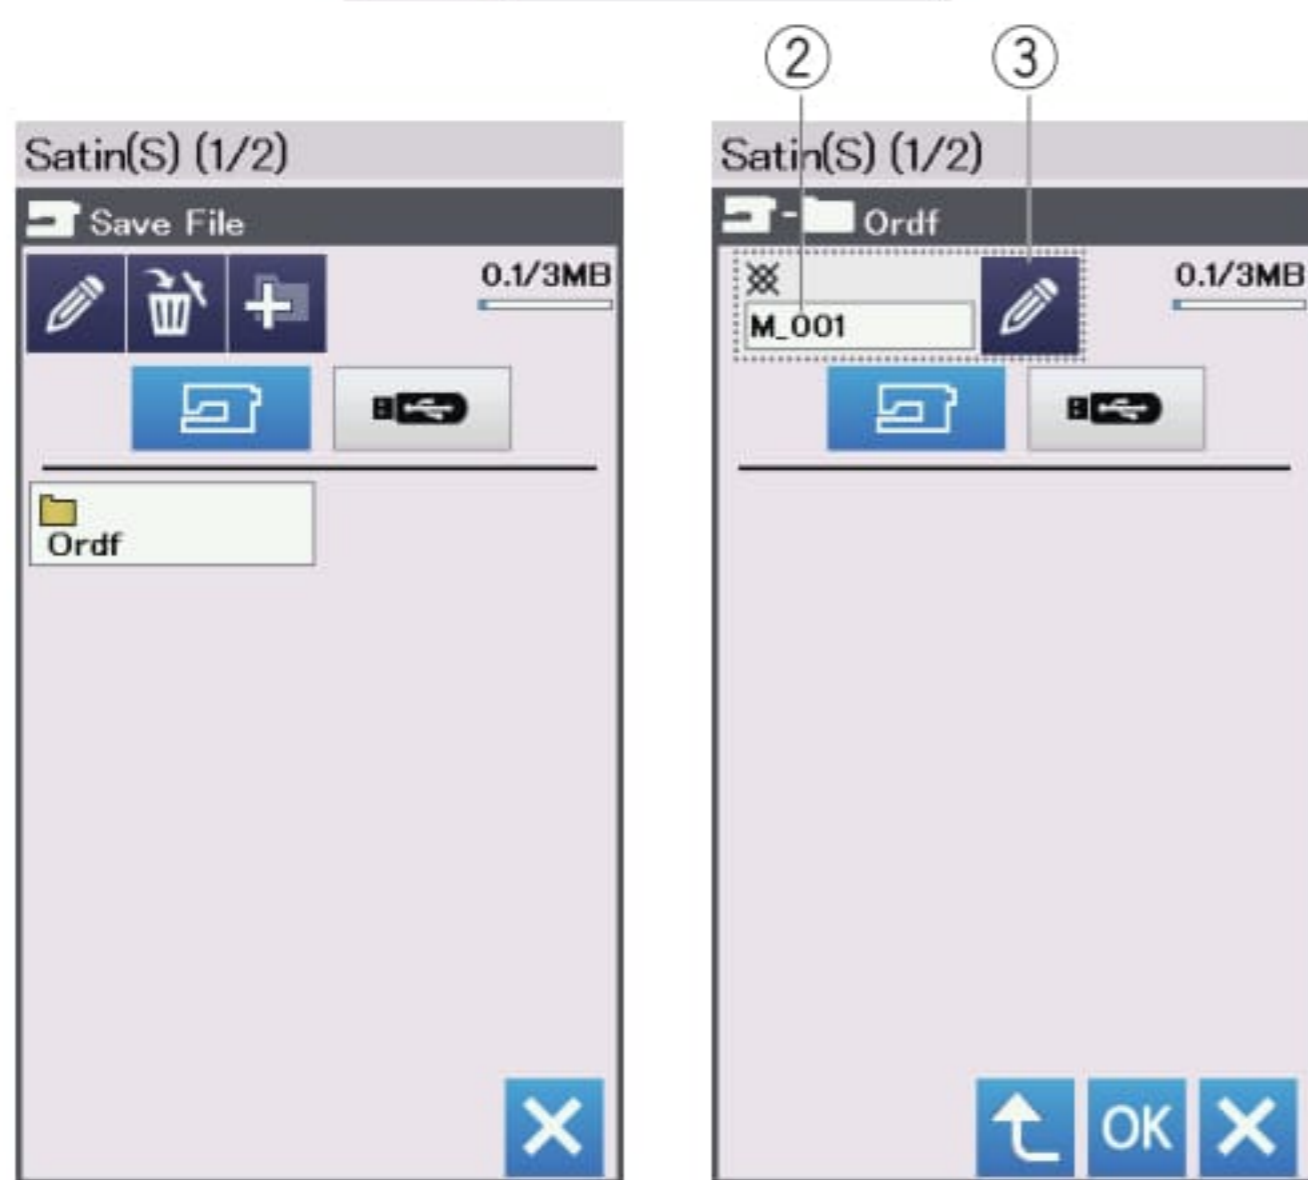 ② ③
Satin(S) (1/2)
Save File
0.1/3MB
Ordf
Satin(S) (1/2)
Ordf
0.1/3MB
M_001
OK